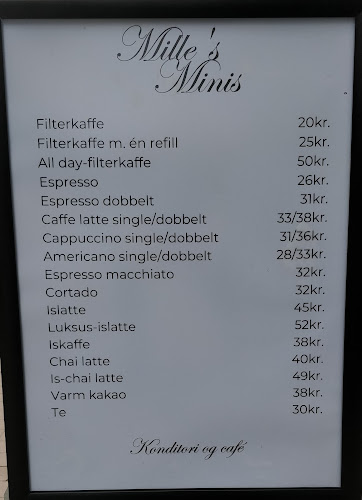 Mille's
Minis
Filterkaffe 20kr.
Filterkaffe m. én refill 25kr.
All day-filterkaffe 50kr.
Espresso 26kr.
Espresso dobbelt 31kr.
Caffe latte single/dobbelt 33/38kr.
Cappuccino single/dobbelt 31/36kr.
Americano single/dobbelt 28/33kr.
Espresso macchiato 32kr.
Cortado 32kr.
Islatte 45kr.
Luksus-islatte 52kr.
Iskaffe 38kr.
Chai latte 40kr.
Is-chai latte 49kr.
Varm kakao 38kr.
Te 30kr.
Konditori og café